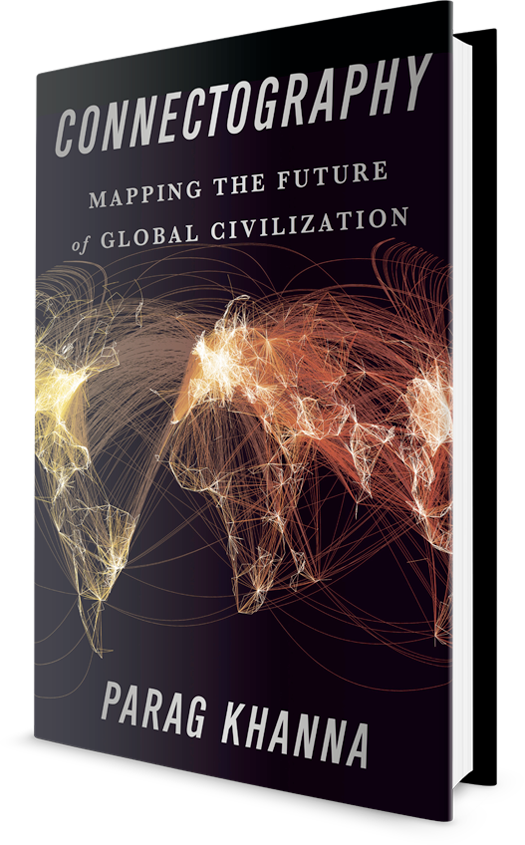 CONNECTOGRAPHY
MAPPING THE FUTURE
of GLOBAL CIVILIZATION
PARAG KHANNA